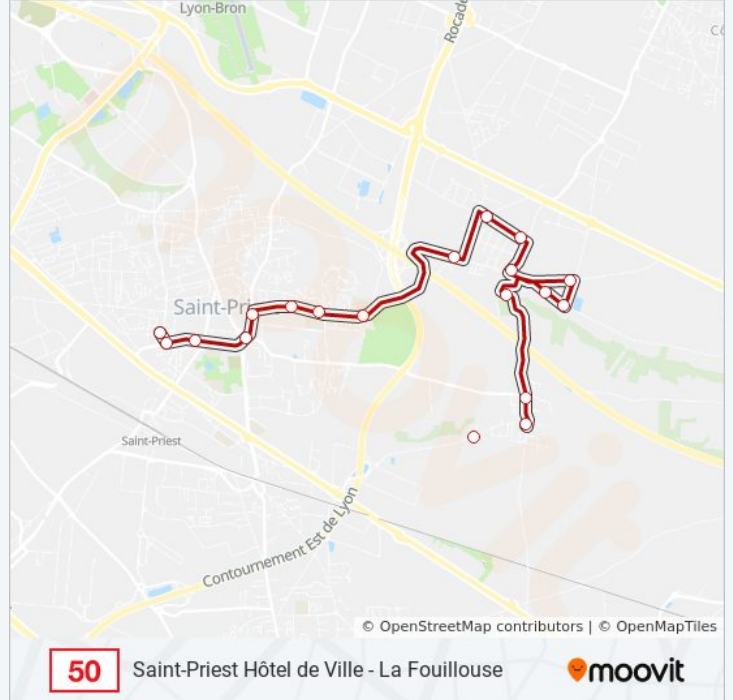 Lyon-Bron
Rocade
Saint-Pri
Saint-Priest
Contournement Est de Lyon
© OpenStreetMap contributors | © OpenMapTiles
50
Saint-Priest Hôtel de Ville - La Fouillouse
moovit